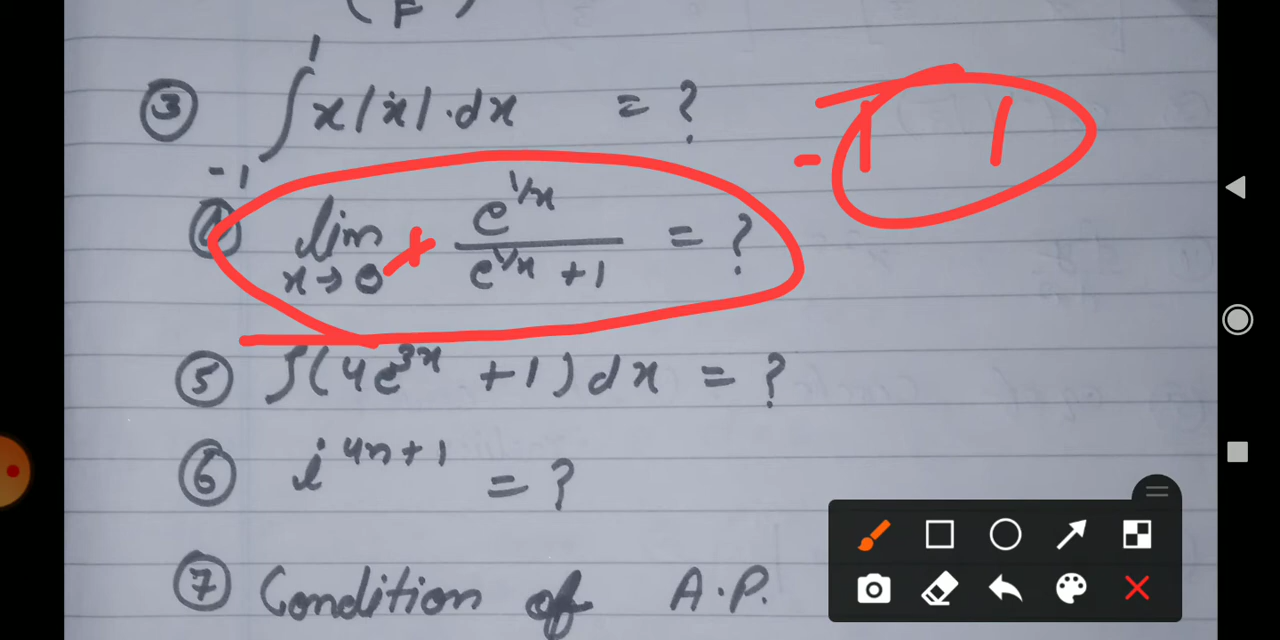 ( F )
③ ∫₋₁¹ x|x|.dx = ?
- 1 1
④ lim x→0 e^(1/x) / (e^(1/x) + 1) = ?
⑤ ∫(4e^(3x) + 1) dx = ?
⑥ i^(4n+1) = ?
⑦ Condition of A.P.